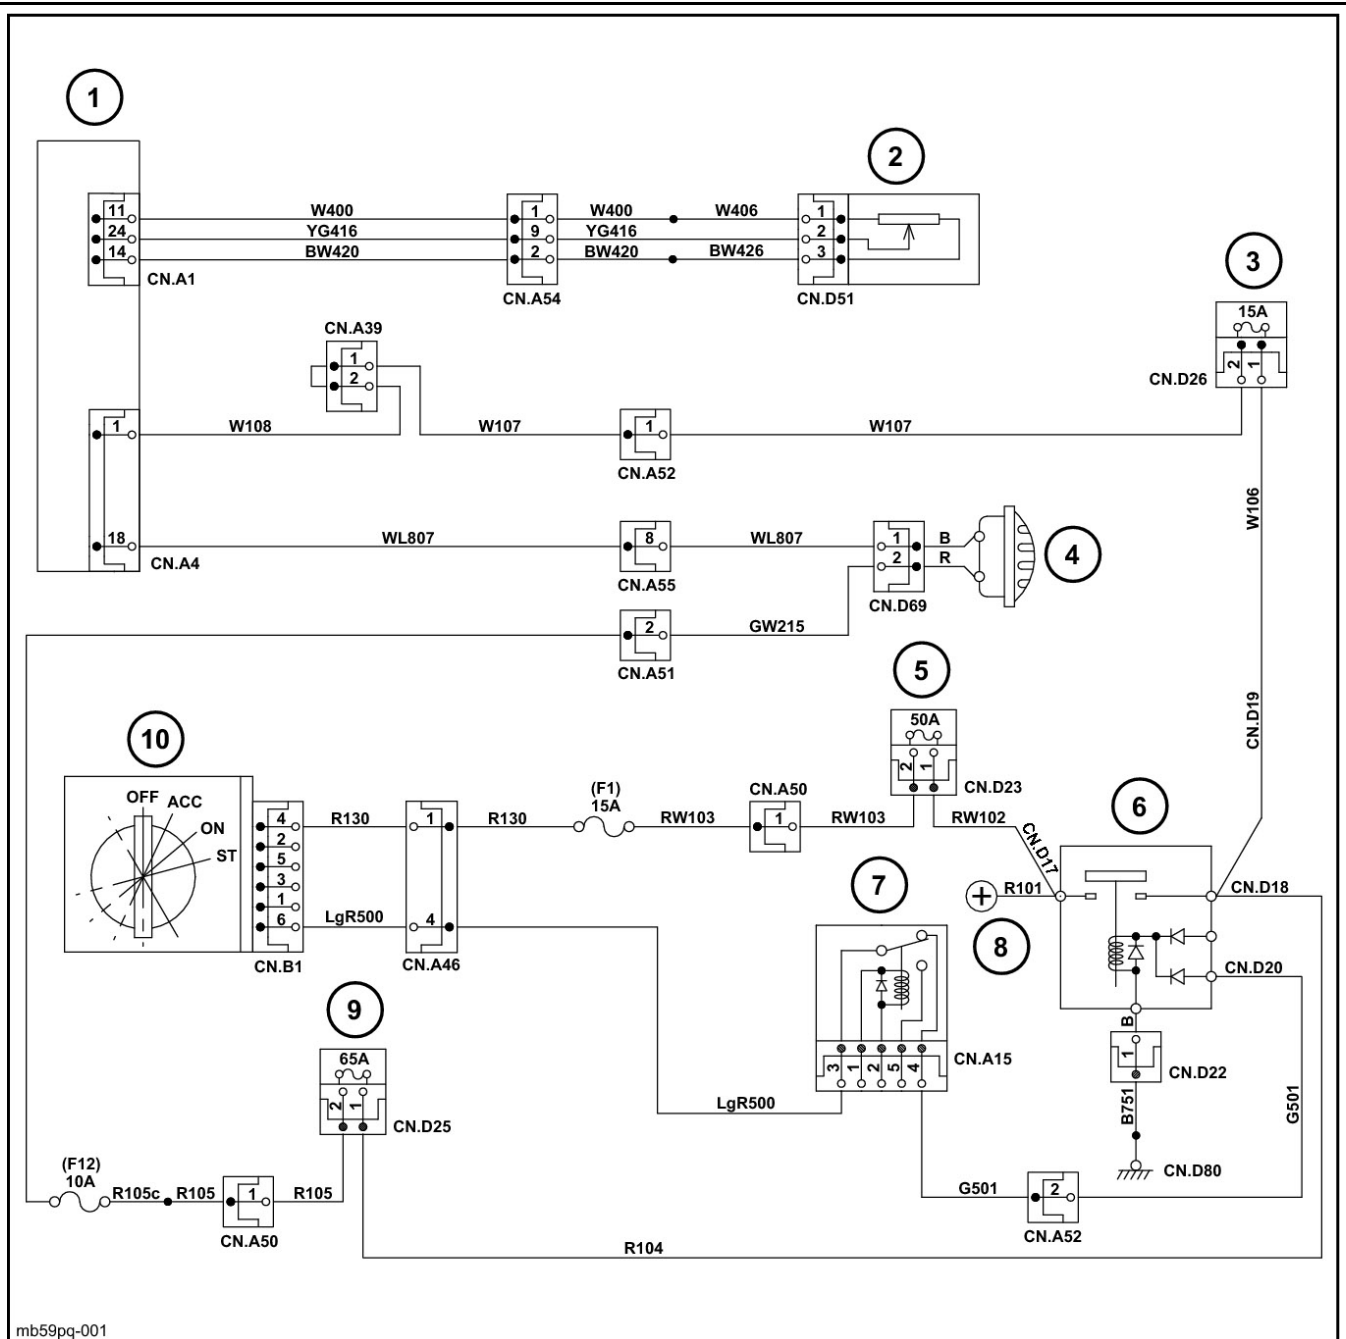 1
2
11
24
14
CN.A1
W400
YG416
BW420
1
9
2
CN.A54
W400
YG416
BW420
W406
BW426
1
2
3
CN.D51
3
15A
2
1
CN.D26
CN.A39
1
2
1
W108
W107
1
CN.A52
W107
W106
18
CN.A4
WL807
8
CN.A55
WL807
1
2
B
R
CN.D69
4
2
CN.A51
GW215
CN.D19
5
50A
2
1
CN.D23
10
OFF
ACC
ON
ST
4
2
5
3
1
6
CN.B1
R130
LgR500
1
4
CN.A46
R130
(F1)
15A
RW103
CN.A50
1
RW103
RW102
CN.D17
6
7
R101
+
8
CN.D18
CN.D20
B
1
CN.D22
B751
CN.D80
G501
3
1
2
5
4
CN.A15
LgR500
9
65A
2
1
CN.D25
(F12)
10A
R105c
R105
1
CN.A50
R105
G501
2
CN.A52
R104
mb59pq-001